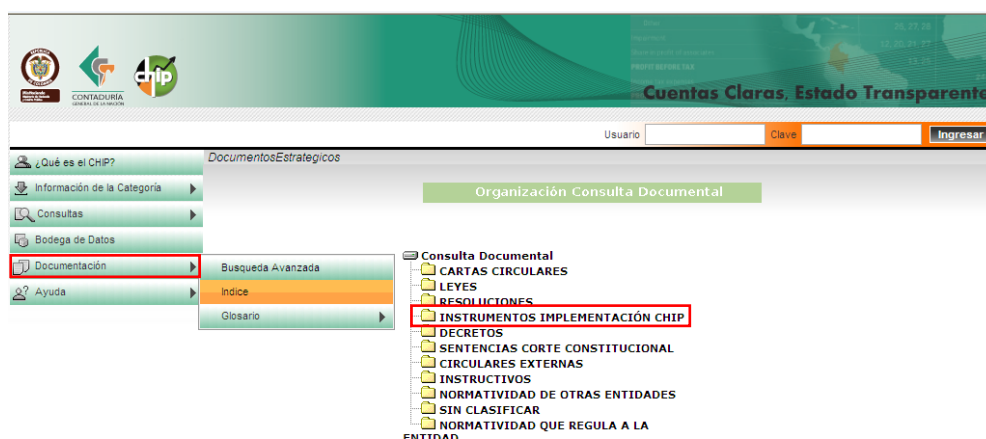 CONTADURÍA
GENERAL DE LA NACIÓN
chip
PROFIT BEFORE TAX
Cuentas Claras, Estado Transparente
Usuario
Clave
Ingresar
¿Qué es el CHIP?
Información de la Categoría
Consultas
Bodega de Datos
Documentación
Ayuda
DocumentosEstrategicos
Organización Consulta Documental
Busqueda Avanzada
Indice
Glosario
Consulta Documental
CARTAS CIRCULARES
LEYES
RESOLUCIONES
INSTRUMENTOS IMPLEMENTACIÓN CHIP
DECRETOS
SENTENCIAS CORTE CONSTITUCIONAL
CIRCULARES EXTERNAS
INSTRUCTIVOS
NORMATIVIDAD DE OTRAS ENTIDADES
SIN CLASIFICAR
NORMATIVIDAD QUE REGULA A LA
ENTIDAD